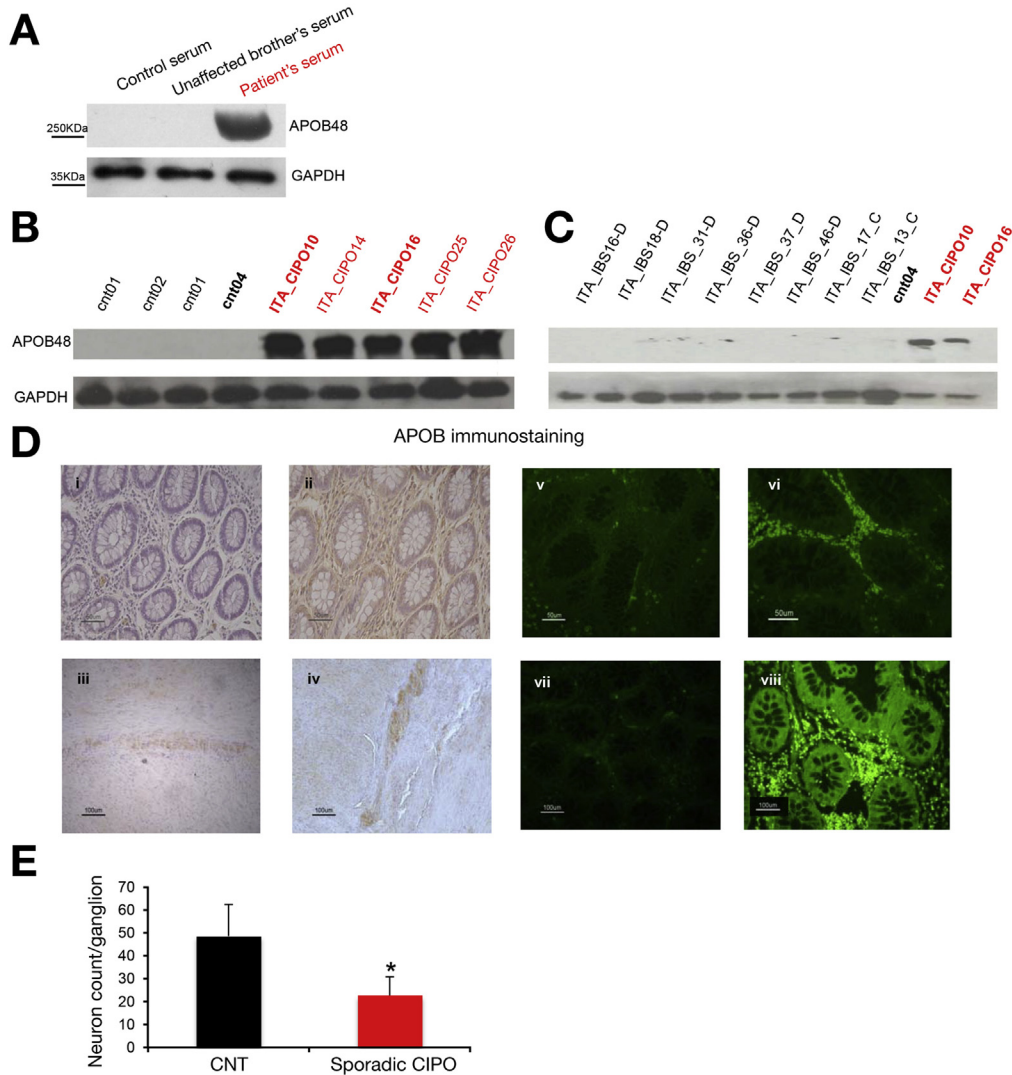 A
Control serum
Unaffected brother's serum
Patient's serum
250KDa
APOB48
35KDa
GAPDH
B
cnt01
cnt02
cnt01
cnt04
ITA_CIPO10
ITA_CIPO14
ITA_CIPO16
ITA_CIPO25
ITA_CIPO26
APOB48
GAPDH
C
ITA_IBS16-D
ITA_IBS18-D
ITA_IBS_31-D
ITA_IBS_36-D
ITA_IBS_37_D
ITA_IBS_46-D
ITA_IBS_17_C
ITA_IBS_13_C
cnt04
ITA_CIPO10
ITA_CIPO16
D
APOB immunostaining
i
ii
v
50um
vi
50um
iii
100um
iv
100um
vii
100um
viii
100um
E
Neuron count/ganglion
70
60
50
40
30
20
10
0
*
CNT
Sporadic CIPO